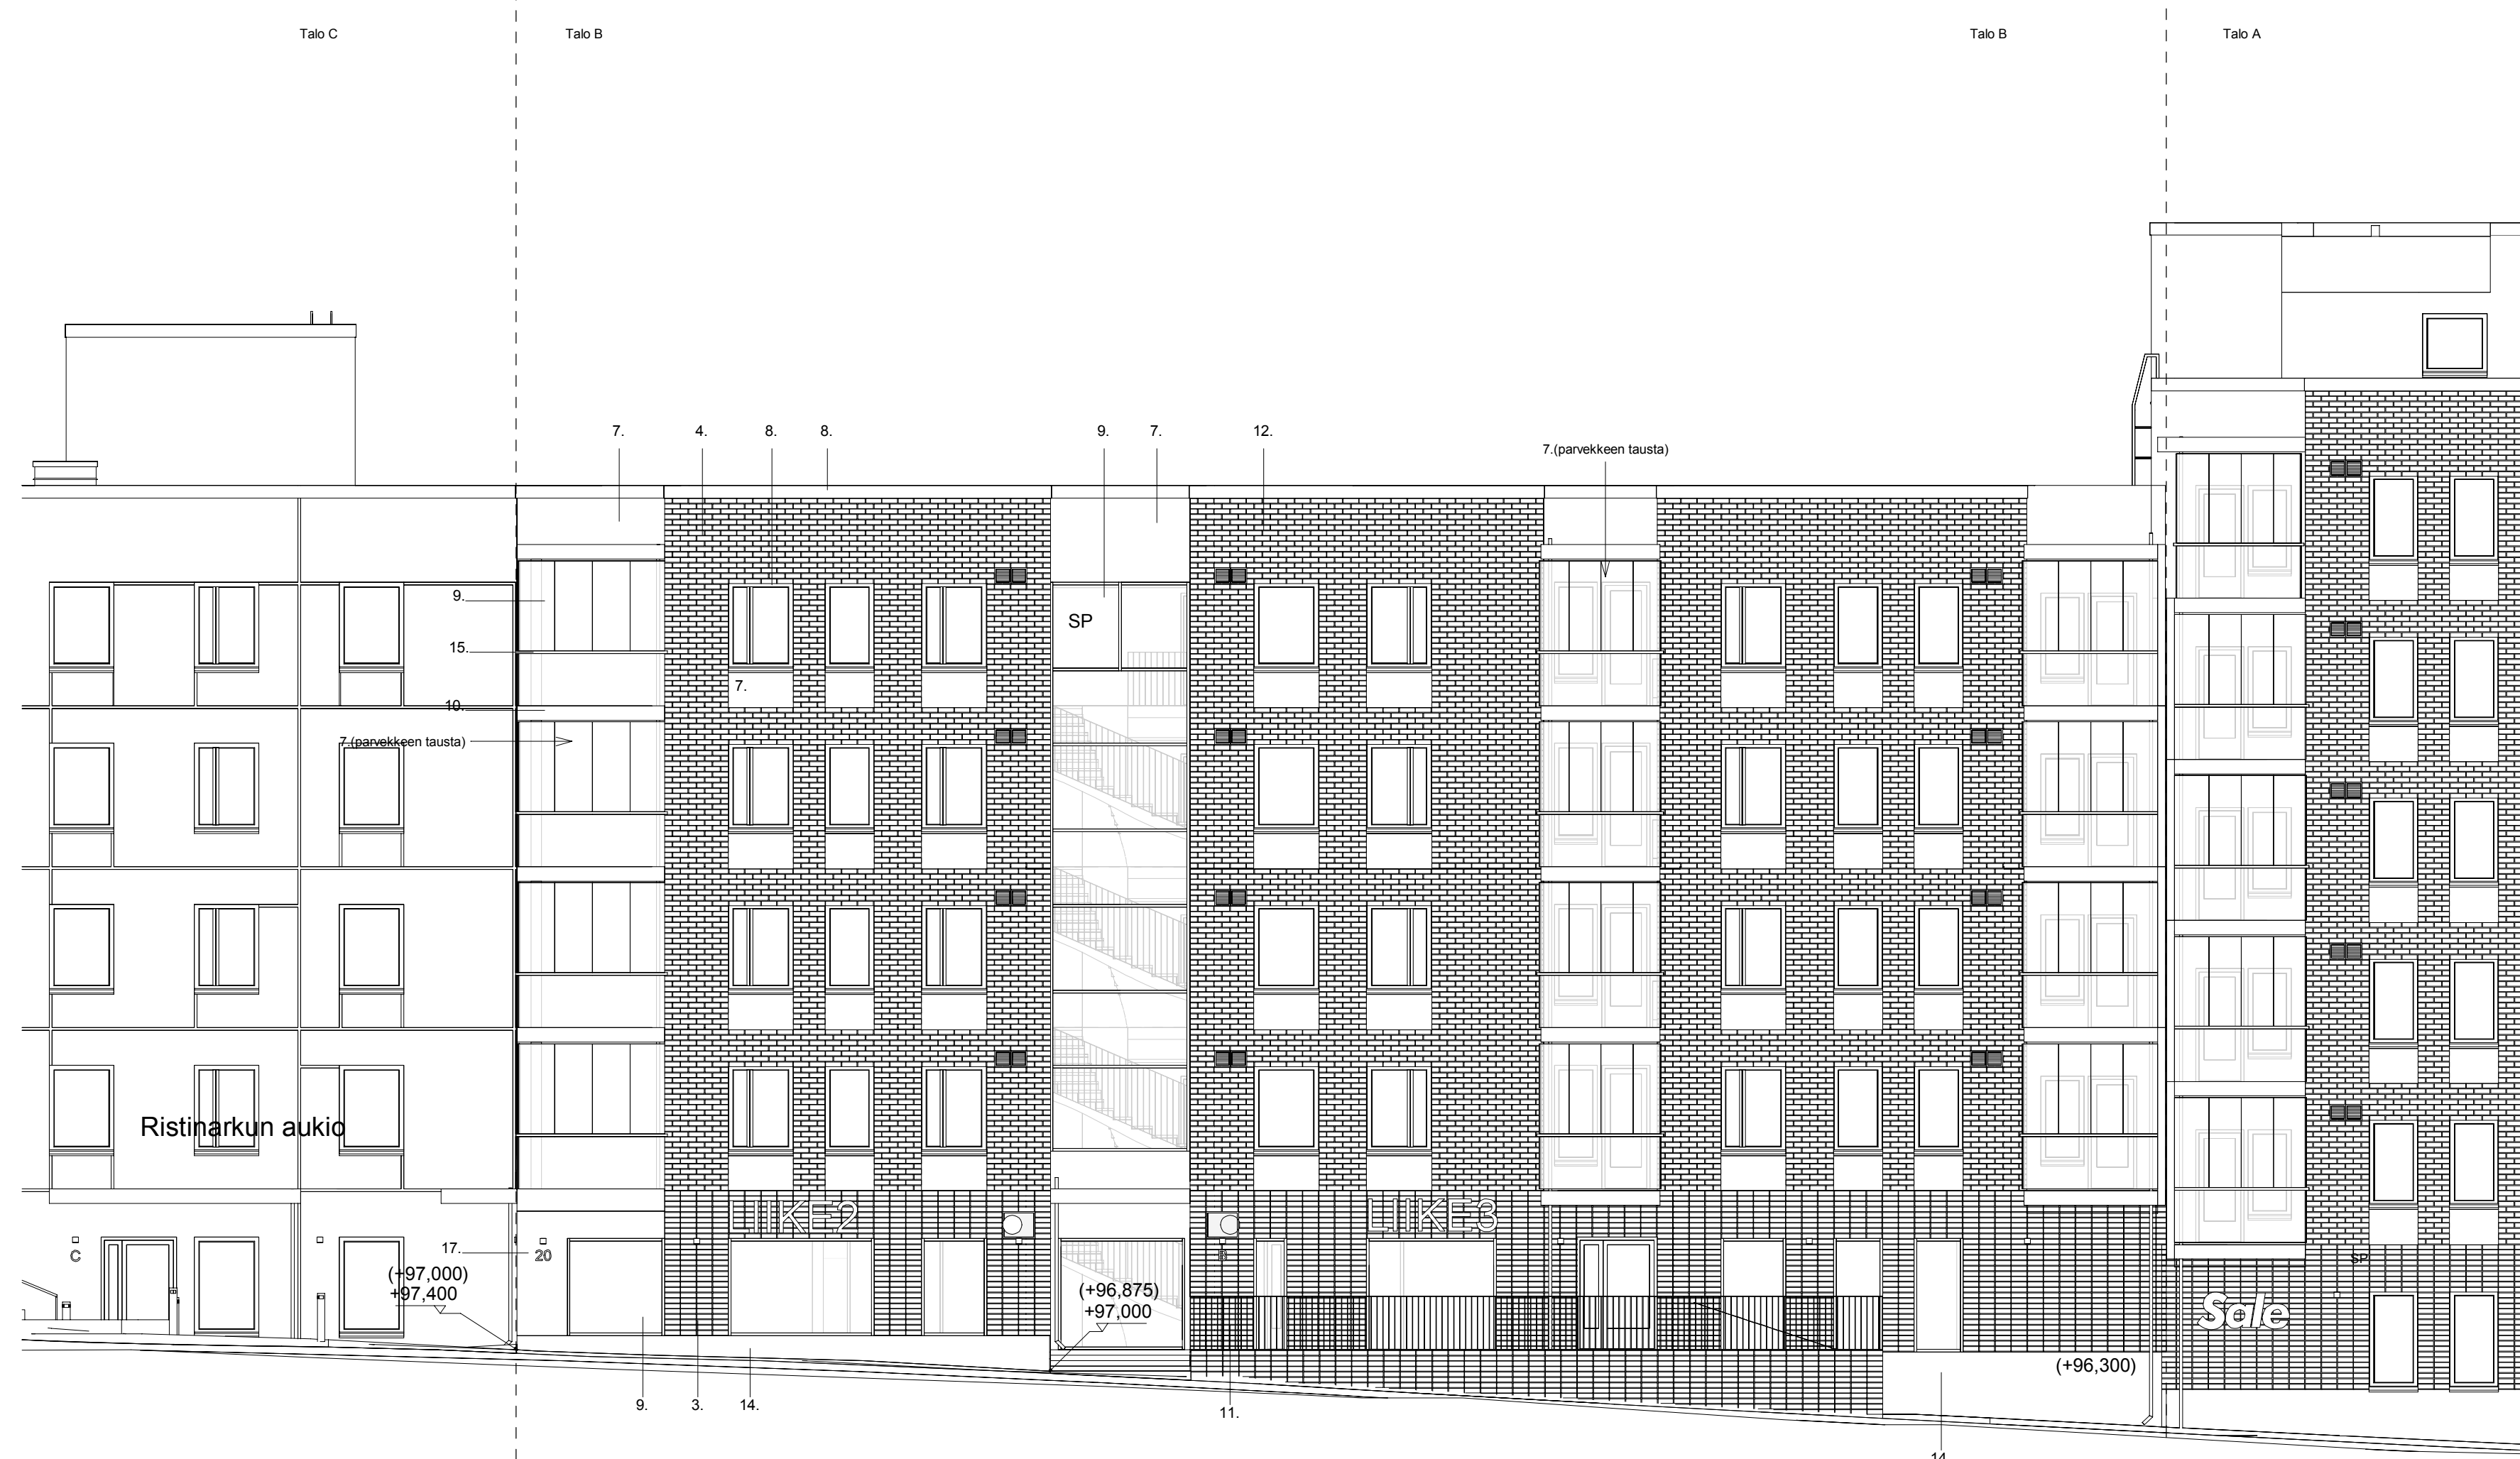 Talo C
Talo B
Talo B
Talo A
7.
4.
8.
8.
9.
7.
12.
7.(parvekkeen tausta)
9.
SP
15.
7.
10.
7.(parvekkeen tausta)
Ristinarkun aukio
LIIKE2
LIIKE3
C
17.
20
B
SP
(+97,000)
+97,400
(+96,875)
+97,000
Sale
(+96,300)
9.
3.
14.
11.
14.